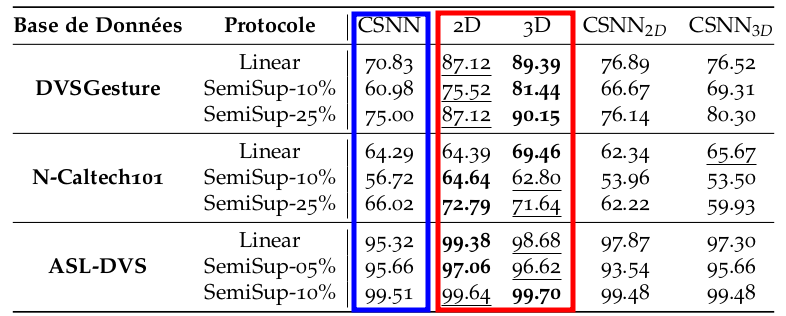 Base de Données Protocole CSNN 2D 3D CSNN2D CSNN3D
Linear 70.83 87.12 89.39 76.89 76.52
DVSGesture SemiSup-10% 60.98 75.52 81.44 66.67 69.31
SemiSup-25% 75.00 87.12 90.15 76.14 80.30
Linear 64.29 64.39 69.46 62.34 65.67
N-Caltech101 SemiSup-10% 56.72 64.64 62.80 53.96 53.50
SemiSup-25% 66.02 72.79 71.64 62.22 59.93
Linear 95.32 99.38 98.68 97.87 97.30
ASL-DVS SemiSup-05% 95.66 97.06 96.62 93.54 95.66
SemiSup-10% 99.51 99.64 99.70 99.48 99.48